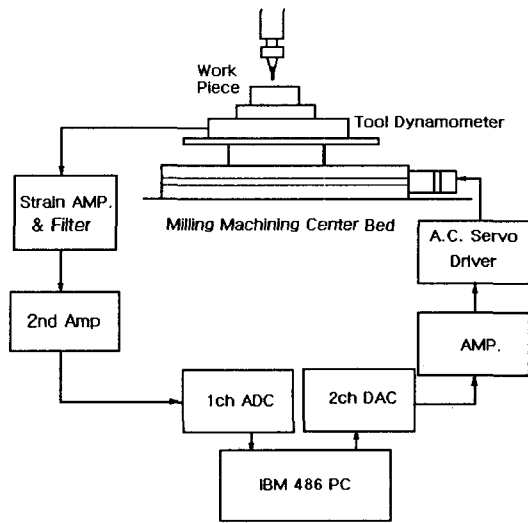 Work
Piece
Tool Dynamometer
Strain AMP.
& Filter
Milling Machining Center Bed
A.C. Servo
Driver
2nd Amp
AMP.
1ch ADC
2ch DAC
IBM 486 PC